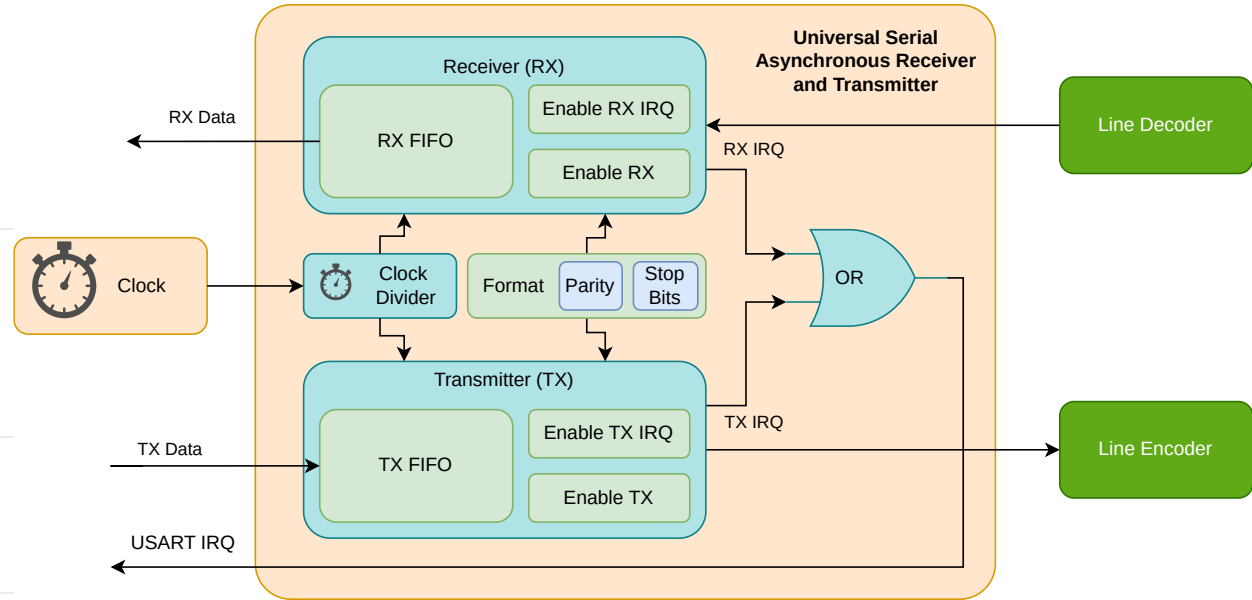 Universal Serial
Asynchronous Receiver
and Transmitter
Receiver (RX)
RX FIFO
Enable RX IRQ
Enable RX
RX Data
RX IRQ
Line Decoder
Clock
Clock
Divider
Format
Parity
Stop
Bits
OR
Transmitter (TX)
TX FIFO
Enable TX IRQ
Enable TX
TX Data
TX IRQ
Line Encoder
USART IRQ